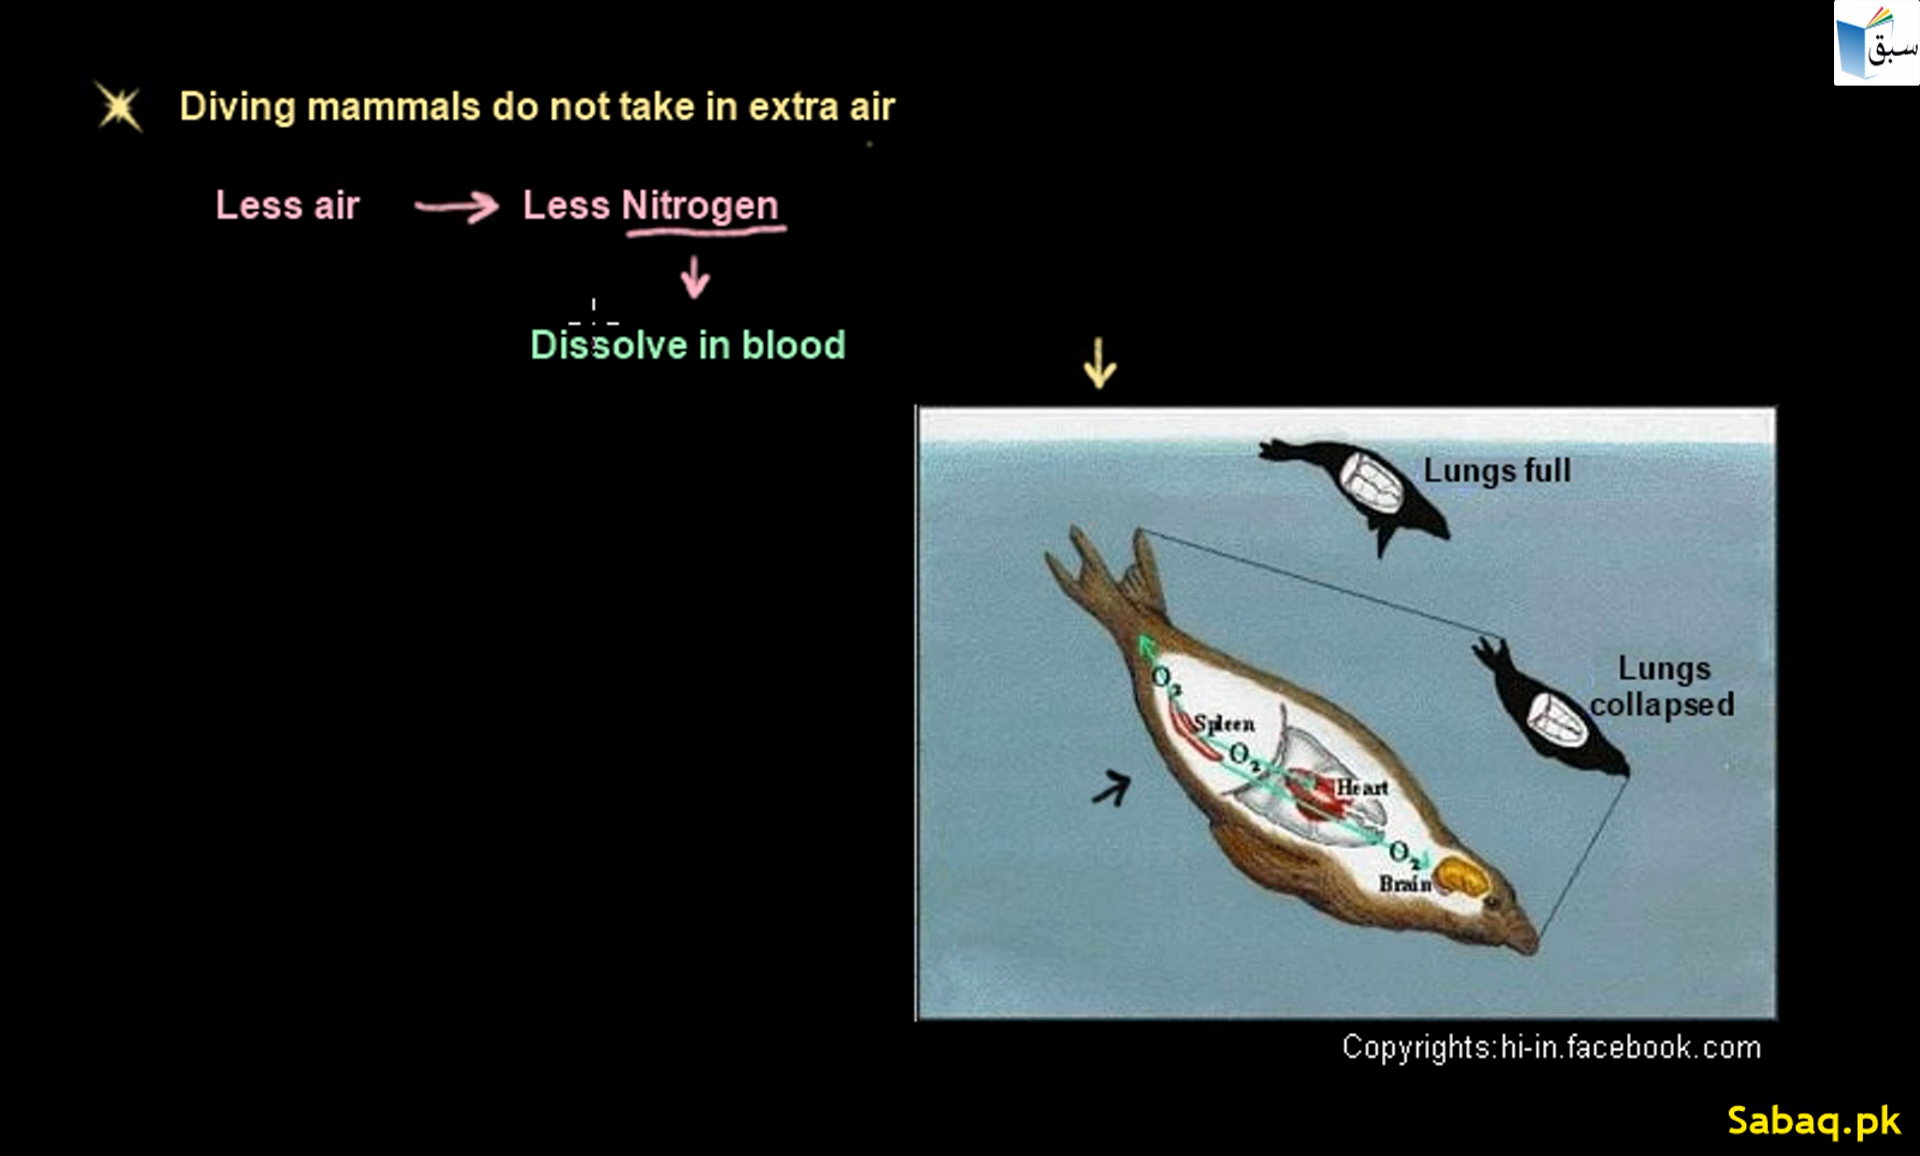 سبق
Diving mammals do not take in extra air
Less air → Less Nitrogen
↓
Dissolve in blood
↓
Lungs full
Lungs
collapsed
O₂
Spleen
O₂
Heart
O₂
Brain
Copyrights:hi-in.facebook.com
Sabaq.pk